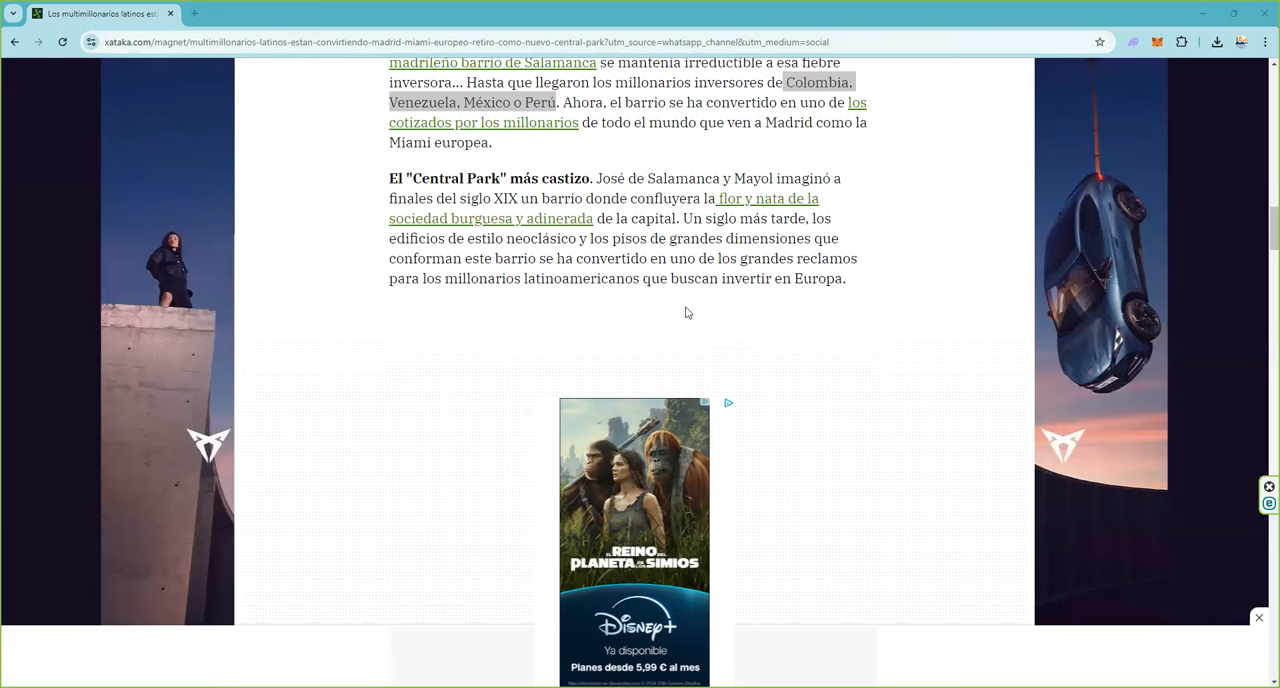 Los multimillonarios latinos est
xataka.com/magnet/multimillonarios-latinos-estan-convirtiendo-madrid-miami-europeo-retiro-como-nuevo-central-park?utm_source=whatsapp_channel&utm_medium=social
madrileño barrio de Salamanca se mantenía irreductible a esa fiebre
inversora... Hasta que llegaron los millonarios inversores de Colombia,
Venezuela, México o Perú. Ahora, el barrio se ha convertido en uno de los
cotizados por los millonarios de todo el mundo que ven a Madrid como la
Miami europea.
El "Central Park" más castizo. José de Salamanca y Mayol imaginó a
finales del siglo XIX un barrio donde confluyera la flor y nata de la
sociedad burguesa y adinerada de la capital. Un siglo más tarde, los
edificios de estilo neoclásico y los pisos de grandes dimensiones que
conforman este barrio se ha convertido en uno de los grandes reclamos
para los millonarios latinoamericanos que buscan invertir en Europa.
EL REINO DEL
PLANETA DE LOS SIMIOS
Disney+
Ya disponible
Planes desde 5,99 € al mes